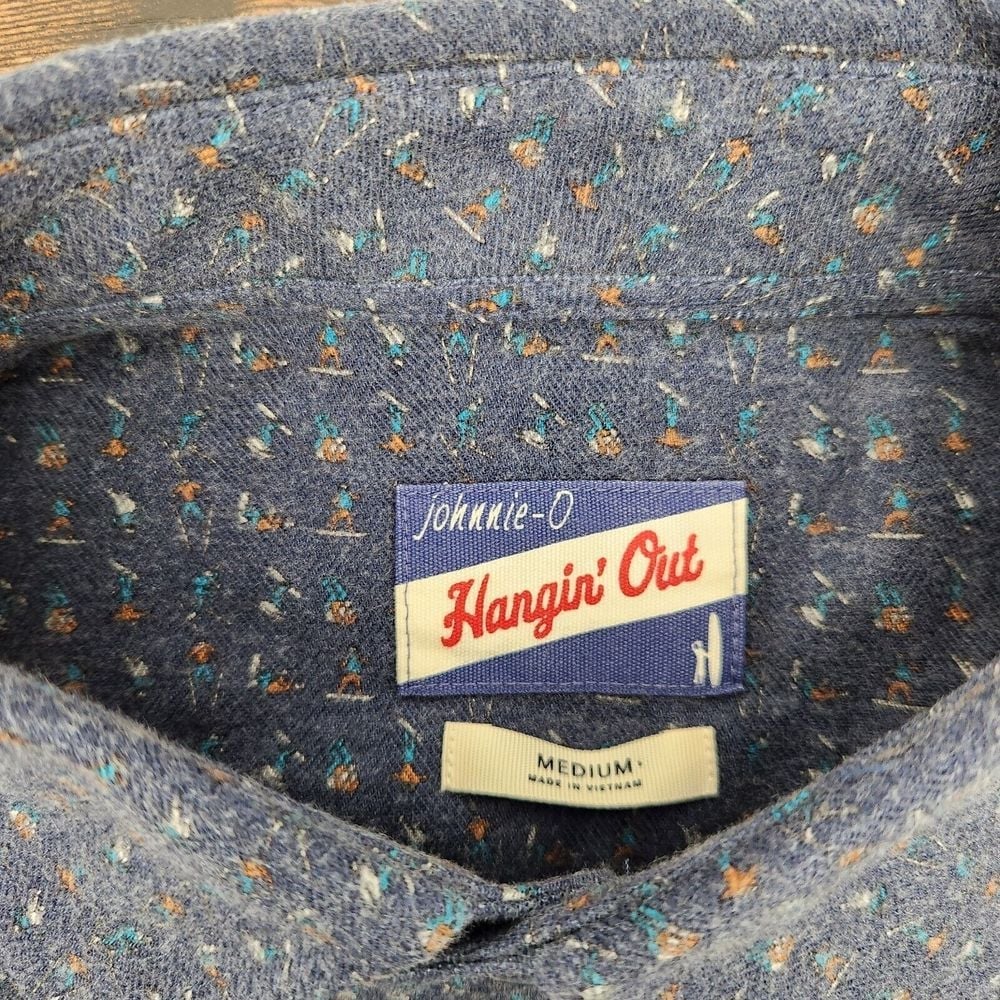 johnnie-O
Hangin' Out
MEDIUM·
MADE IN VIETNAM